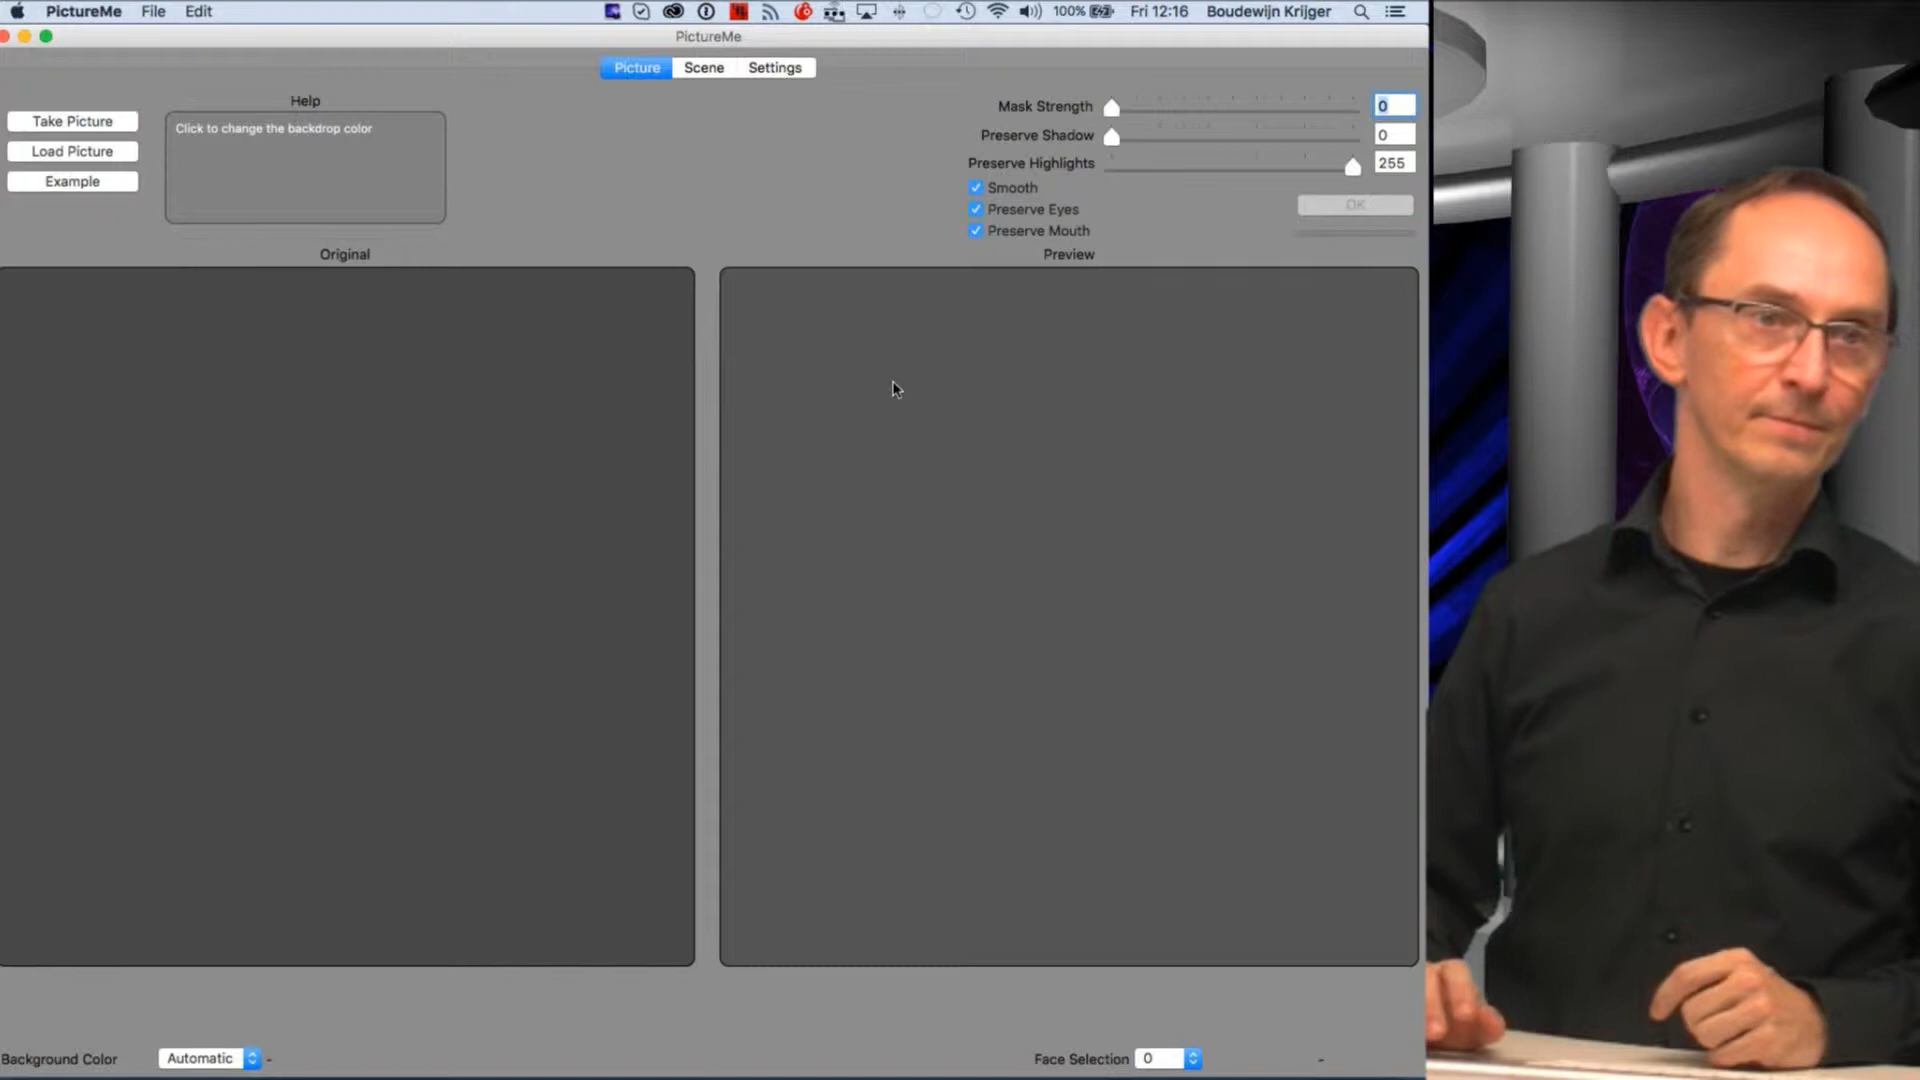 PictureMe File Edit 100% Fri 12:16 Boudewijn Krijger
PictureMe
Picture Scene Settings
Help
Take Picture
Load Picture
Example
Click to change the backdrop color
Mask Strength 0
Preserve Shadow 0
Preserve Highlights 255
Smooth
Preserve Eyes
Preserve Mouth
OK
Original
Preview
Background Color Automatic -
Face Selection 0 -